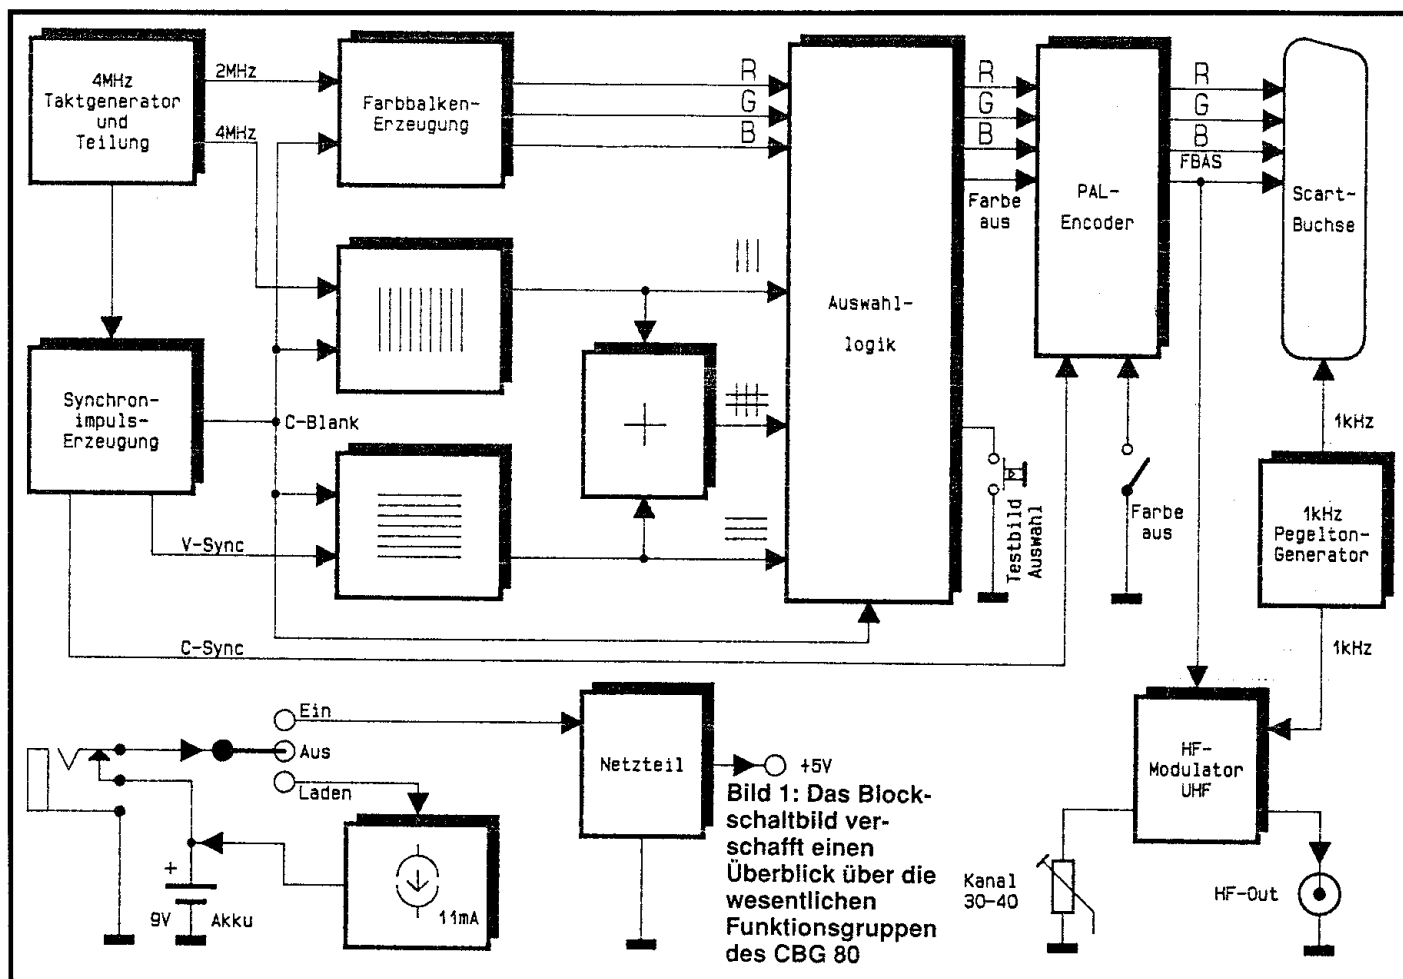 4MHz
Taktgenerator
und
Teilung
2MHz
4MHz
Farbbalken-
Erzeugung
R
G
B
Auswahl-
logik
R
G
B
Farbe
aus
PAL-
Encoder
R
G
B
FBAS
Scart-
Buchse
Synchron-
impuls-
Erzeugung
C-Blank
V-Sync
C-Sync
Testbild
Auswahl
Farbe
aus
1kHz
1kHz
Pegelton-
Generator
1kHz
Ein
Aus
Laden
Netzteil
+5V
HF-
Modulator
UHF
+
9V
Akku
11mA
Kanal
30-40
HF-Out
Bild 1: Das Block-
schaltbild ver-
schafft einen
Überblick über die
wesentlichen
Funktionsgruppen
des CBG 80